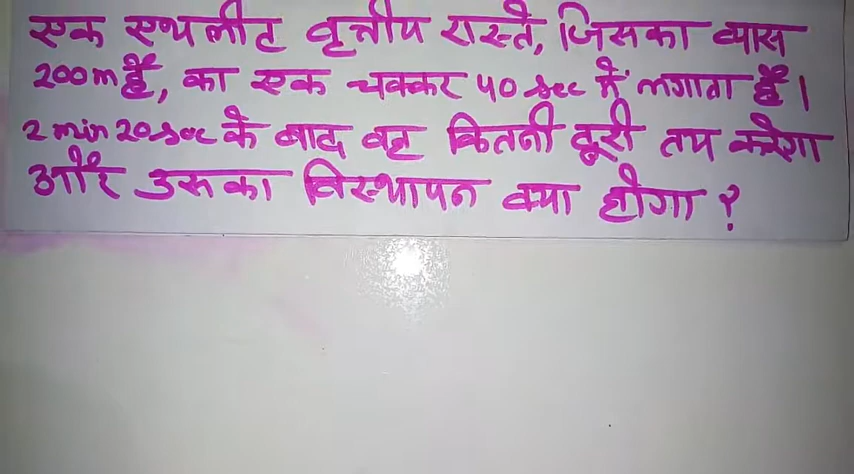 एक एथलीट वृत्तीय रास्ते, जिसका व्यास
200m है, का एक चक्कर 40 sec में लगाता है।
2 min 20 sec के बाद वह कितनी दूरी तय करेगा
और उसका विस्थापन क्या होगा?